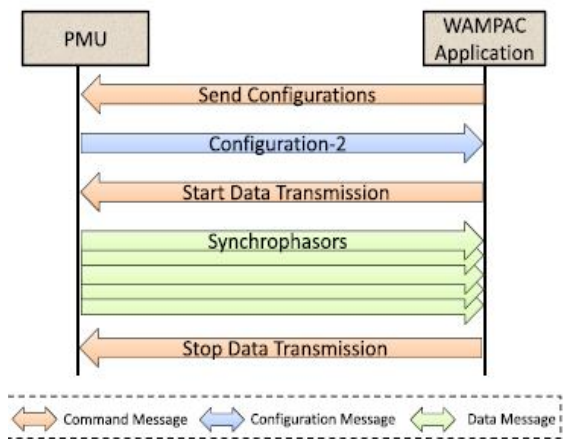 PMU
WAMPAC
Application
Send Configurations
Configuration-2
Start Data Transmission
Synchrophasors
Stop Data Transmission
Command Message
Configuration Message
Data Message